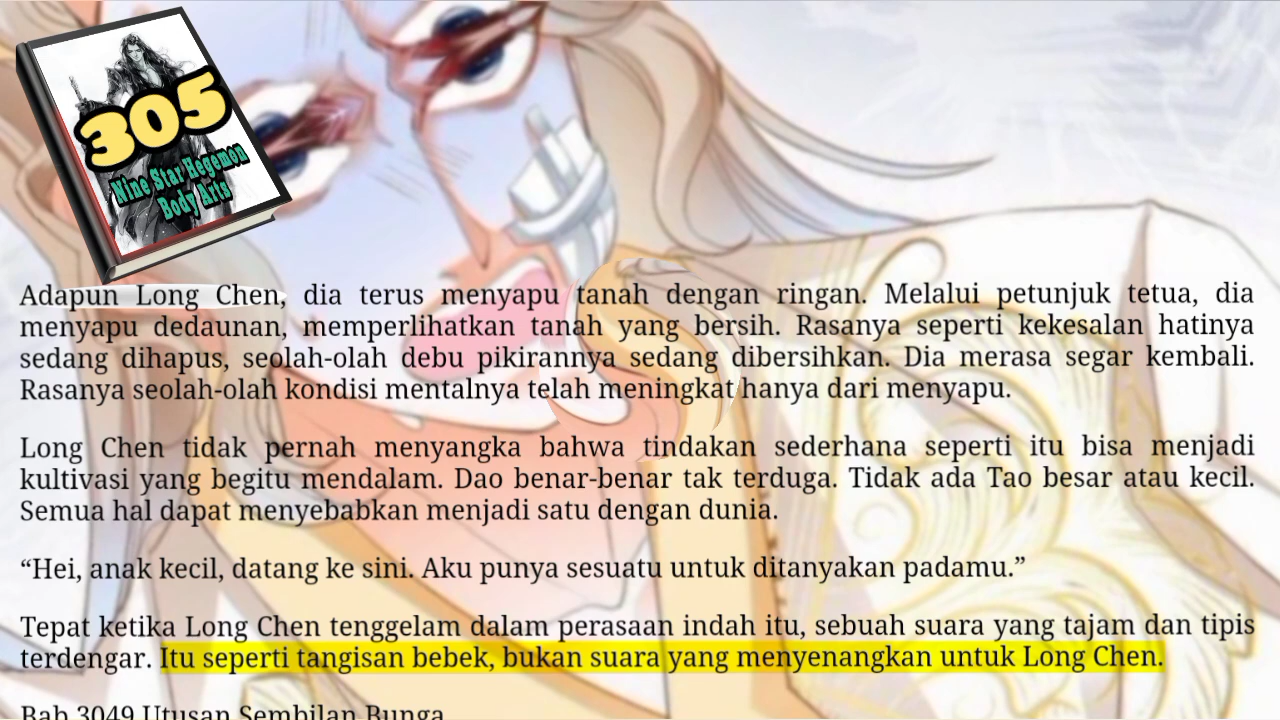 305
Nine Star Hegemon
Body Arts
Adapun Long Chen, dia terus menyapu tanah dengan ringan. Melalui petunjuk tetua, dia
menyapu dedaunan, memperlihatkan tanah yang bersih. Rasanya seperti kekesalan hatinya
sedang dihapus, seolah-olah debu pikirannya sedang dibersihkan. Dia merasa segar kembali.
Rasanya seolah-olah kondisi mentalnya telah meningkat hanya dari menyapu.
Long Chen tidak pernah menyangka bahwa tindakan sederhana seperti itu bisa menjadi
kultivasi yang begitu mendalam. Dao benar-benar tak terduga. Tidak ada Tao besar atau kecil.
Semua hal dapat menyebabkan menjadi satu dengan dunia.
“Hei, anak kecil, datang ke sini. Aku punya sesuatu untuk ditanyakan padamu.”
Tepat ketika Long Chen tenggelam dalam perasaan indah itu, sebuah suara yang tajam dan tipis
terdengar. Itu seperti tangisan bebek, bukan suara yang menyenangkan untuk Long Chen.
Bab 3049 Utusan Sembilan Bunga